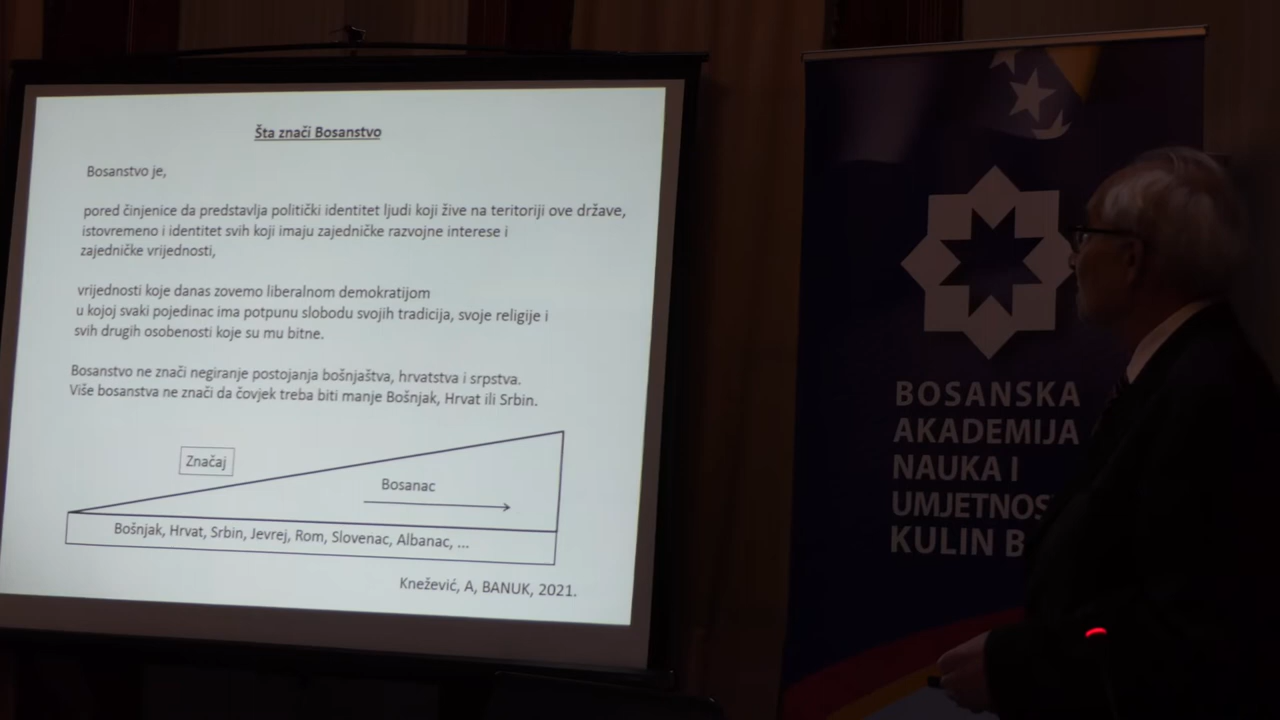 Šta znači Bosanstvo
Bosanstvo je,
pored činjenice da predstavlja politički identitet ljudi koji žive na teritoriji ove države,
istovremeno i identitet svih koji imaju zajedničke razvojne interese i
zajedničke vrijednosti,
vrijednosti koje danas zovemo liberalnom demokratijom
u kojoj svaki pojedinac ima potpunu slobodu svojih tradicija, svoje religije i
svih drugih osobenosti koje su mu bitne.
Bosanstvo ne znači negiranje postojanja bošnjaštva, hrvatstva i srpstva.
Više bosanstva ne znači da čovjek treba biti manje Bošnjak, Hrvat ili Srbin.
Značaj
Bosanac
Bošnjak, Hrvat, Srbin, Jevrej, Rom, Slovenac, Albanac, ...
Knežević, A, BANUK, 2021.
BOSANSKA
AKADEMIJA
NAUKA I
UMJETNOS
KULIN B